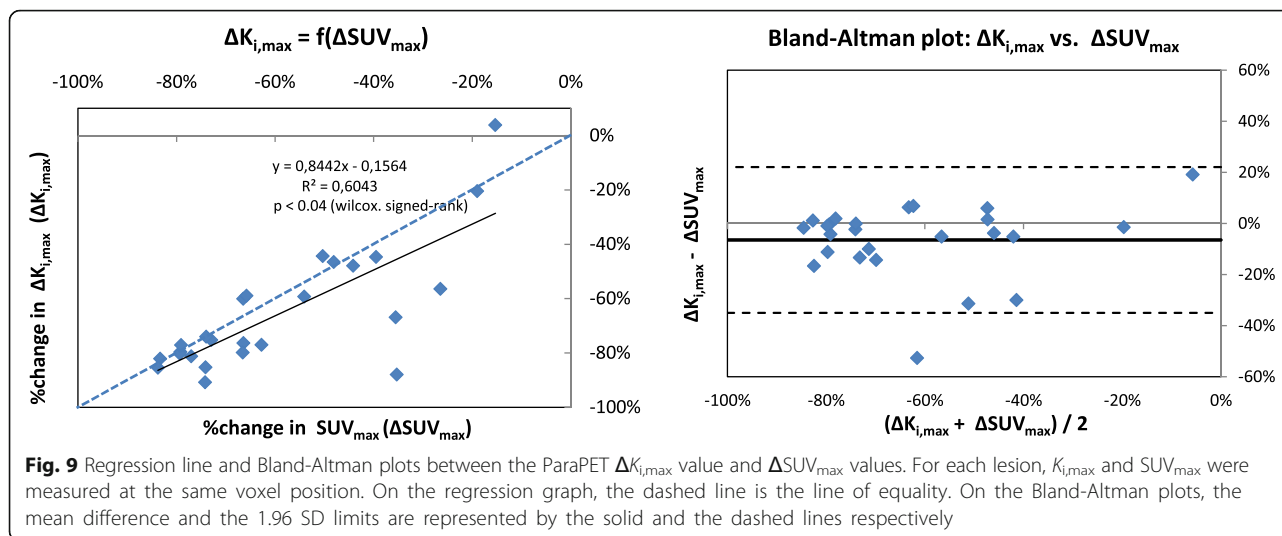 ΔKi,max = f(ΔSUVmax)
-100% -80% -60% -40% -20% 0%
0%
-20%
-40%
-60%
-80%
-100%
y = 0,8442x - 0,1564
R² = 0,6043
p < 0.04 (wilcox. signed-rank)
%change in ΔKi,max (ΔKi,max)
%change in SUVmax (ΔSUVmax)
Bland-Altman plot: ΔKi,max vs. ΔSUVmax
60%
40%
20%
0%
-20%
-40%
-60%
-100% -80% -60% -40% -20% 0%
ΔKi,max - ΔSUVmax
(ΔKi,max + ΔSUVmax) / 2
Fig. 9 Regression line and Bland-Altman plots between the ParaPET ΔKi,max value and ΔSUVmax values. For each lesion, Ki,max and SUVmax were
measured at the same voxel position. On the regression graph, the dashed line is the line of equality. On the Bland-Altman plots, the
mean difference and the 1.96 SD limits are represented by the solid and the dashed lines respectively